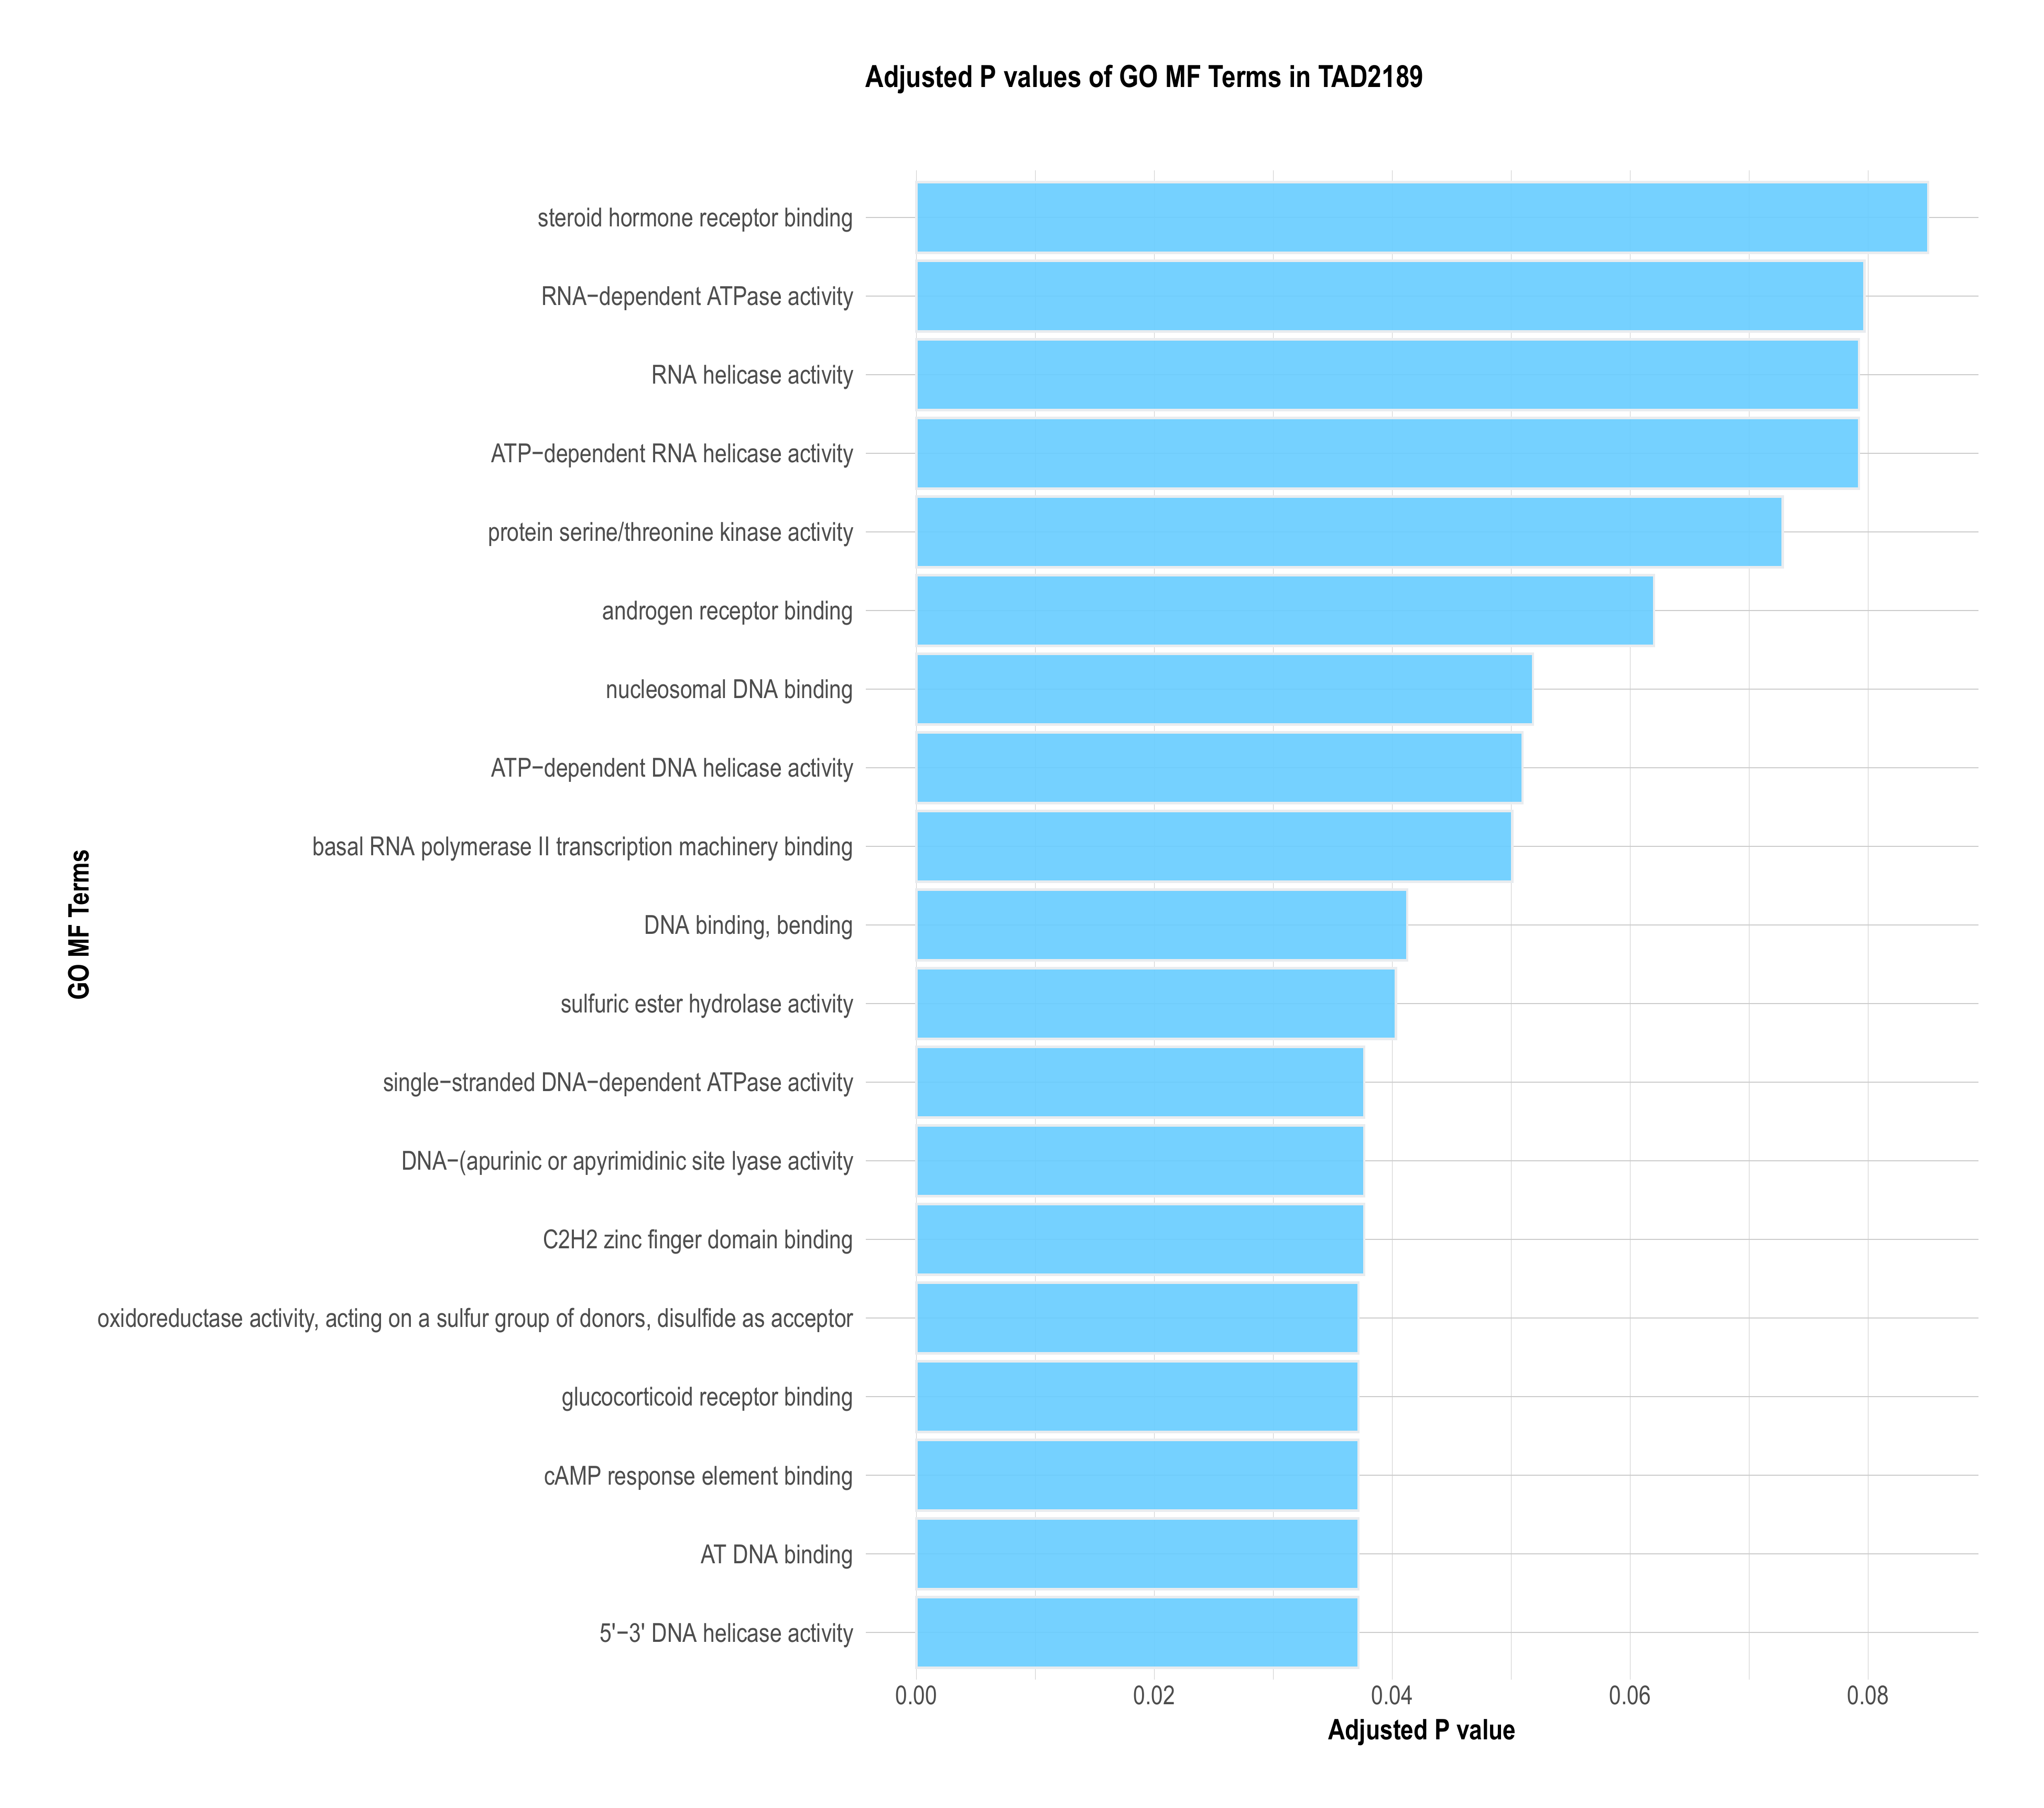 Adjusted P values of GO MF Terms in TAD2189
steroid hormone receptor binding
RNA−dependent ATPase activity
RNA helicase activity
ATP−dependent RNA helicase activity
protein serine/threonine kinase activity
androgen receptor binding
nucleosomal DNA binding
ATP−dependent DNA helicase activity
basal RNA polymerase II transcription machinery binding
DNA binding, bending
sulfuric ester hydrolase activity
single−stranded DNA−dependent ATPase activity
DNA−(apurinic or apyrimidinic site lyase activity
C2H2 zinc finger domain binding
oxidoreductase activity, acting on a sulfur group of donors, disulfide as acceptor
glucocorticoid receptor binding
cAMP response element binding
AT DNA binding
5'−3' DNA helicase activity
GO MF Terms
0.00 0.02 0.04 0.06 0.08
Adjusted P value